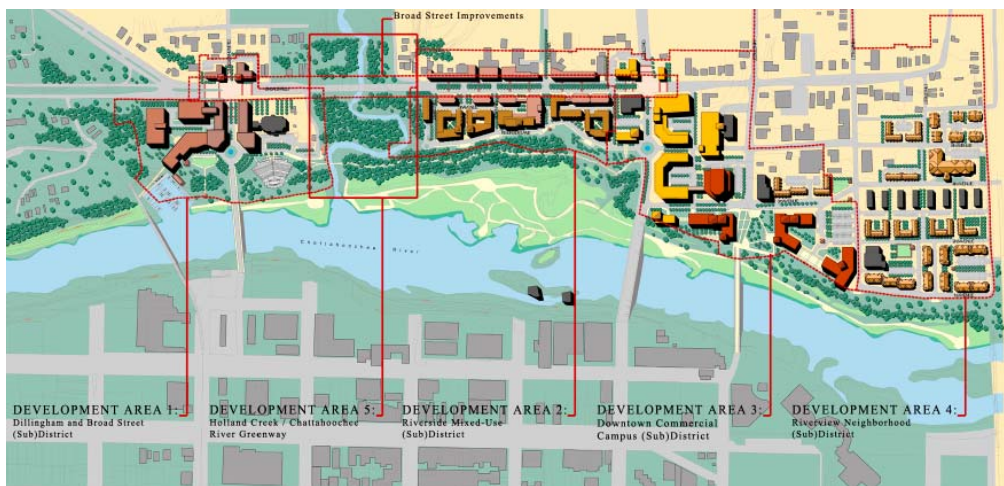 Broad Street Improvements
Chattahoochee River
DEVELOPMENT AREA 1:
Dillingham and Broad Street
(Sub)District
DEVELOPMENT AREA 5:
Holland Creek / Chattahoochee
River Greenway
DEVELOPMENT AREA 2:
Riverside Mixed-Use
(Sub)District
DEVELOPMENT AREA 3:
Downtown Commercial
Campus (Sub)District
DEVELOPMENT AREA 4:
Riverview Neighborhood
(Sub)District